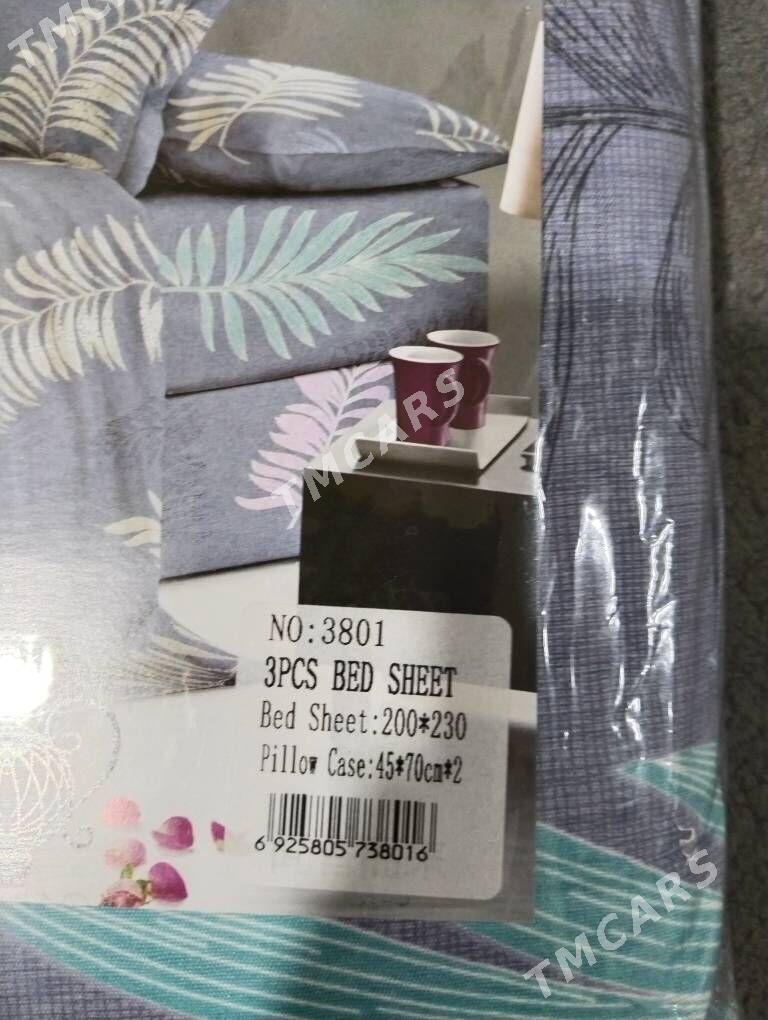 TMCARS
TMCARS
NO:3801
3PCS BED SHEET
Bed Sheet:200*230
Pillow Case:45*70cm*2
6 925805 738016
TMCARS